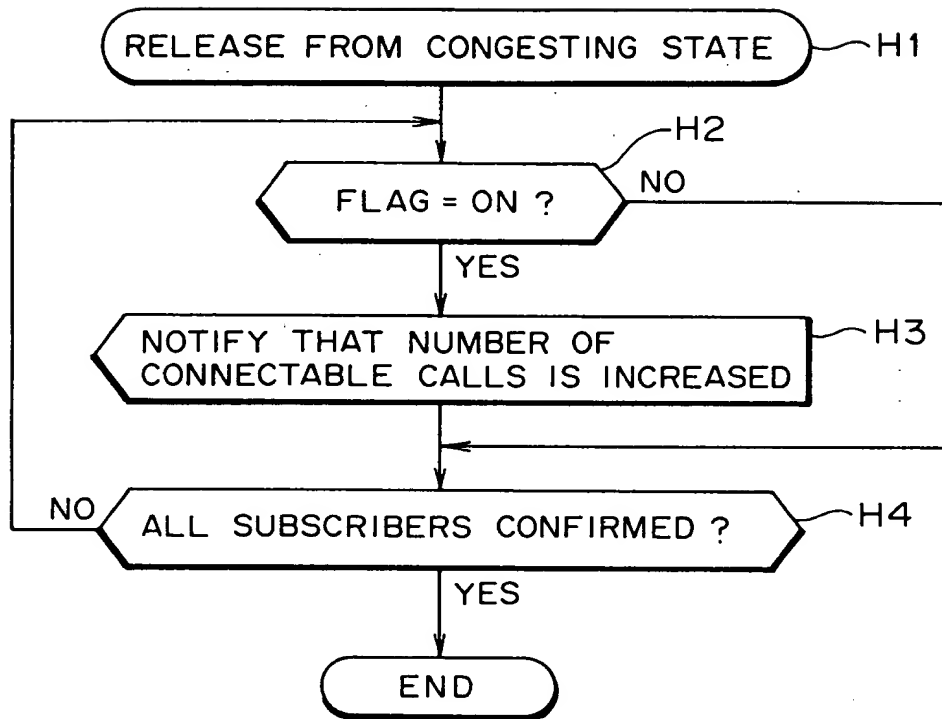 RELEASE FROM CONGESTING STATE
H1
H2
FLAG = ON ?
NO
YES
NOTIFY THAT NUMBER OF
CONNECTABLE CALLS IS INCREASED
H3
NO
ALL SUBSCRIBERS CONFIRMED ?
H4
YES
END